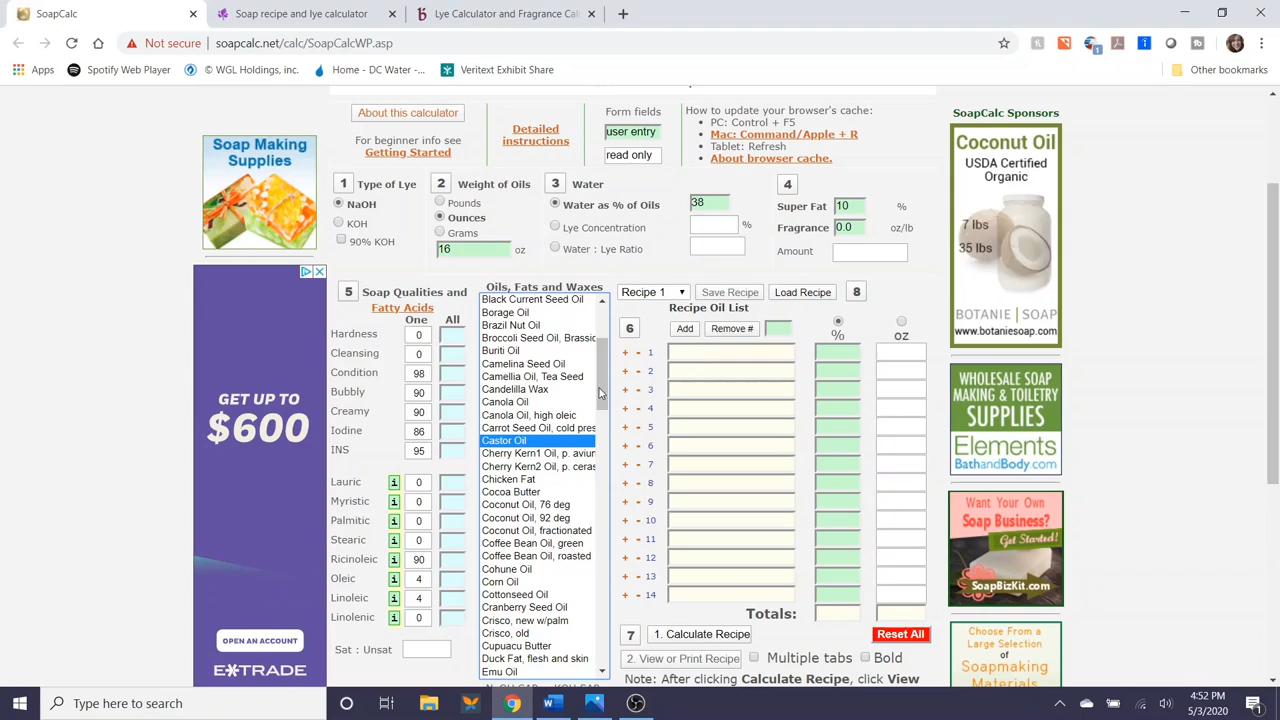 SoapCalc
Soap recipe and lye calculator
Lye Calculator and Fragrance Cal
Not secure
soapcalc.net/calc/SoapCalcWP.asp
Apps
Spotify Web Player
© WGL Holdings, inc.
Home - DC Water - ...
Veritext Exhibit Share
Other bookmarks
About this calculator
For beginner info see
Getting Started
Detailed
instructions
Form fields
user entry
read only
How to update your browser's cache:
• PC: Control + F5
• Mac: Command/Apple + R
• Tablet: Refresh
• About browser cache.
Soap Making
Supplies
1 Type of Lye
NaOH
KOH
90% KOH
2 Weight of Oils
Pounds
Ounces
Grams
16 oz
3 Water
Water as % of Oils 38
Lye Concentration %
Water : Lye Ratio
4
Super Fat 10 %
Fragrance 0.0 oz/lb
Amount
5 Soap Qualities and
Fatty Acids
One All
Hardness 0
Cleansing 0
Condition 98
Bubbly 90
Creamy 90
Iodine 86
INS 95
Lauric i 0
Myristic i 0
Palmitic i 0
Stearic i 0
Ricinoleic i 90
Oleic i 4
Linoleic i 4
Linolenic i 0
Sat : Unsat
Oils, Fats and Waxes
Black Current Seed Oil
Borage Oil
Brazil Nut Oil
Broccoli Seed Oil, Brassic
Buriti Oil
Camelina Seed Oil
Camellia Oil, Tea Seed
Candelilla Wax
Canola Oil
Canola Oil, high oleic
Carrot Seed Oil, cold pres
Castor Oil
Cherry Kern1 Oil, p. avium
Cherry Kern2 Oil, p. ceras
Chicken Fat
Cocoa Butter
Coconut Oil, 76 deg
Coconut Oil, 92 deg
Coconut Oil, fractionated
Coffee Bean Oil, green
Coffee Bean Oil, roasted
Cohune Oil
Corn Oil
Cottonseed Oil
Cranberry Seed Oil
Crisco, new w/palm
Crisco, old
Cupuacu Butter
Duck Fat, flesh and skin
Emu Oil
Recipe 1
Save Recipe
Load Recipe
8
Recipe Oil List
6
Add
Remove #
%
oz
+ - 1
+ - 2
+ - 3
+ - 4
+ - 5
+ - 6
+ - 7
+ - 8
+ - 9
+ - 10
+ - 11
+ - 12
+ - 13
+ - 14
Totals:
7
1. Calculate Recipe
Reset All
2. View or Print Recipe
Multiple tabs
Bold
Note: After clicking Calculate Recipe, click View
GET UP TO
$600
OPEN AN ACCOUNT
E*TRADE
SoapCalc Sponsors
Coconut Oil
USDA Certified
Organic
7 lbs
35 lbs
BOTANIE | SOAP
www.botaniesoap.com
WHOLESALE SOAP
MAKING & TOILETRY
SUPPLIES
Elements
BathandBody.com
Want Your Own
Soap Business?
Get Started!
SoapBizKit.com
Choose From a
Large Selection
of
Soapmaking
Materials
Type here to search
4:52 PM
5/3/2020